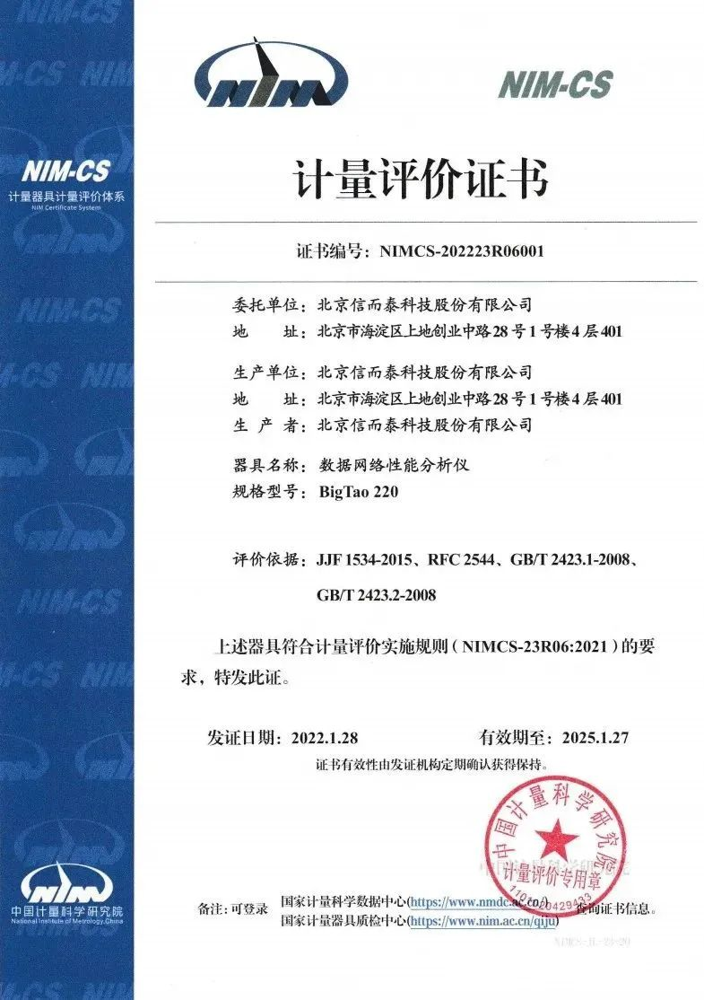 NIM
NIM-CS
NIM-CS
计量器具计量评价体系
NIM Certificate System
计量评价证书
证书编号：NIMCS-202223R06001
委托单位：北京信而泰科技股份有限公司
地 址：北京市海淀区上地创业中路28号1号楼4层401
生产单位：北京信而泰科技股份有限公司
地 址：北京市海淀区上地创业中路28号1号楼4层401
生 产 者：北京信而泰科技股份有限公司
器具名称：数据网络性能分析仪
规格型号：BigTao 220
评价依据：JJF 1534-2015、RFC 2544、GB/T 2423.1-2008、
GB/T 2423.2-2008
上述器具符合计量评价实施规则（NIMCS-23R06:2021）的要
求，特发此证。
发证日期：2022.1.28 有效期至：2025.1.27
证书有效性由发证机构定期确认获得保持。
中国计量科学研究院
计量评价专用章
1101020429433
NIM
中国计量科学研究院
National Institute of Metrology,China
备注：可登录 国家计量科学数据中心(https://www.nmdc.ac.cn/) 查询证书信息。
国家计量器具质检中心(https://www.nim.ac.cn/qiju)